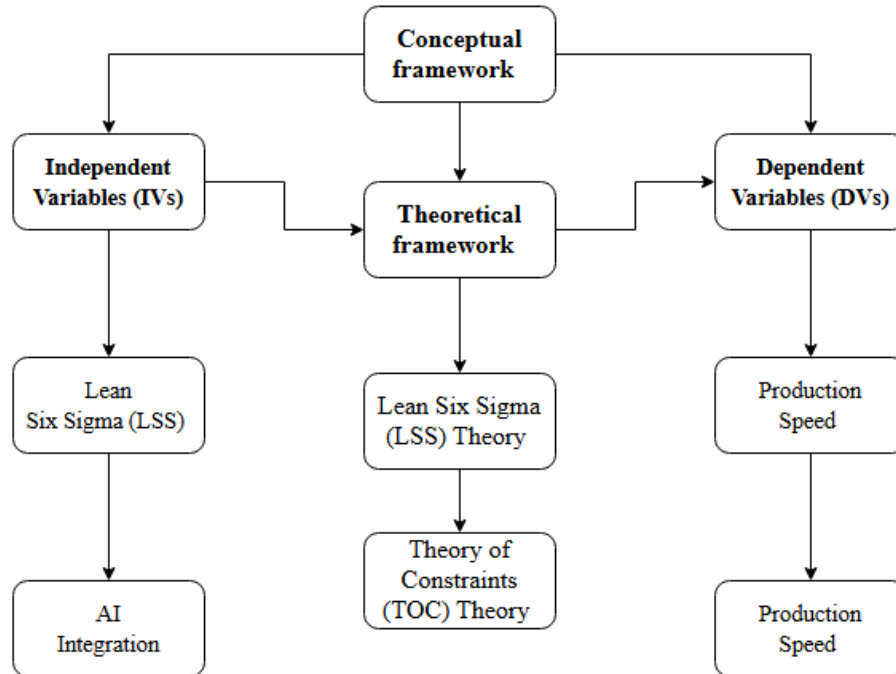 Conceptual
framework
Independent
Variables (IVs)
Theoretical
framework
Dependent
Variables (DVs)
Lean
Six Sigma (LSS)
Lean Six Sigma
(LSS) Theory
Production
Speed
AI
Integration
Theory of
Constraints
(TOC) Theory
Production
Speed